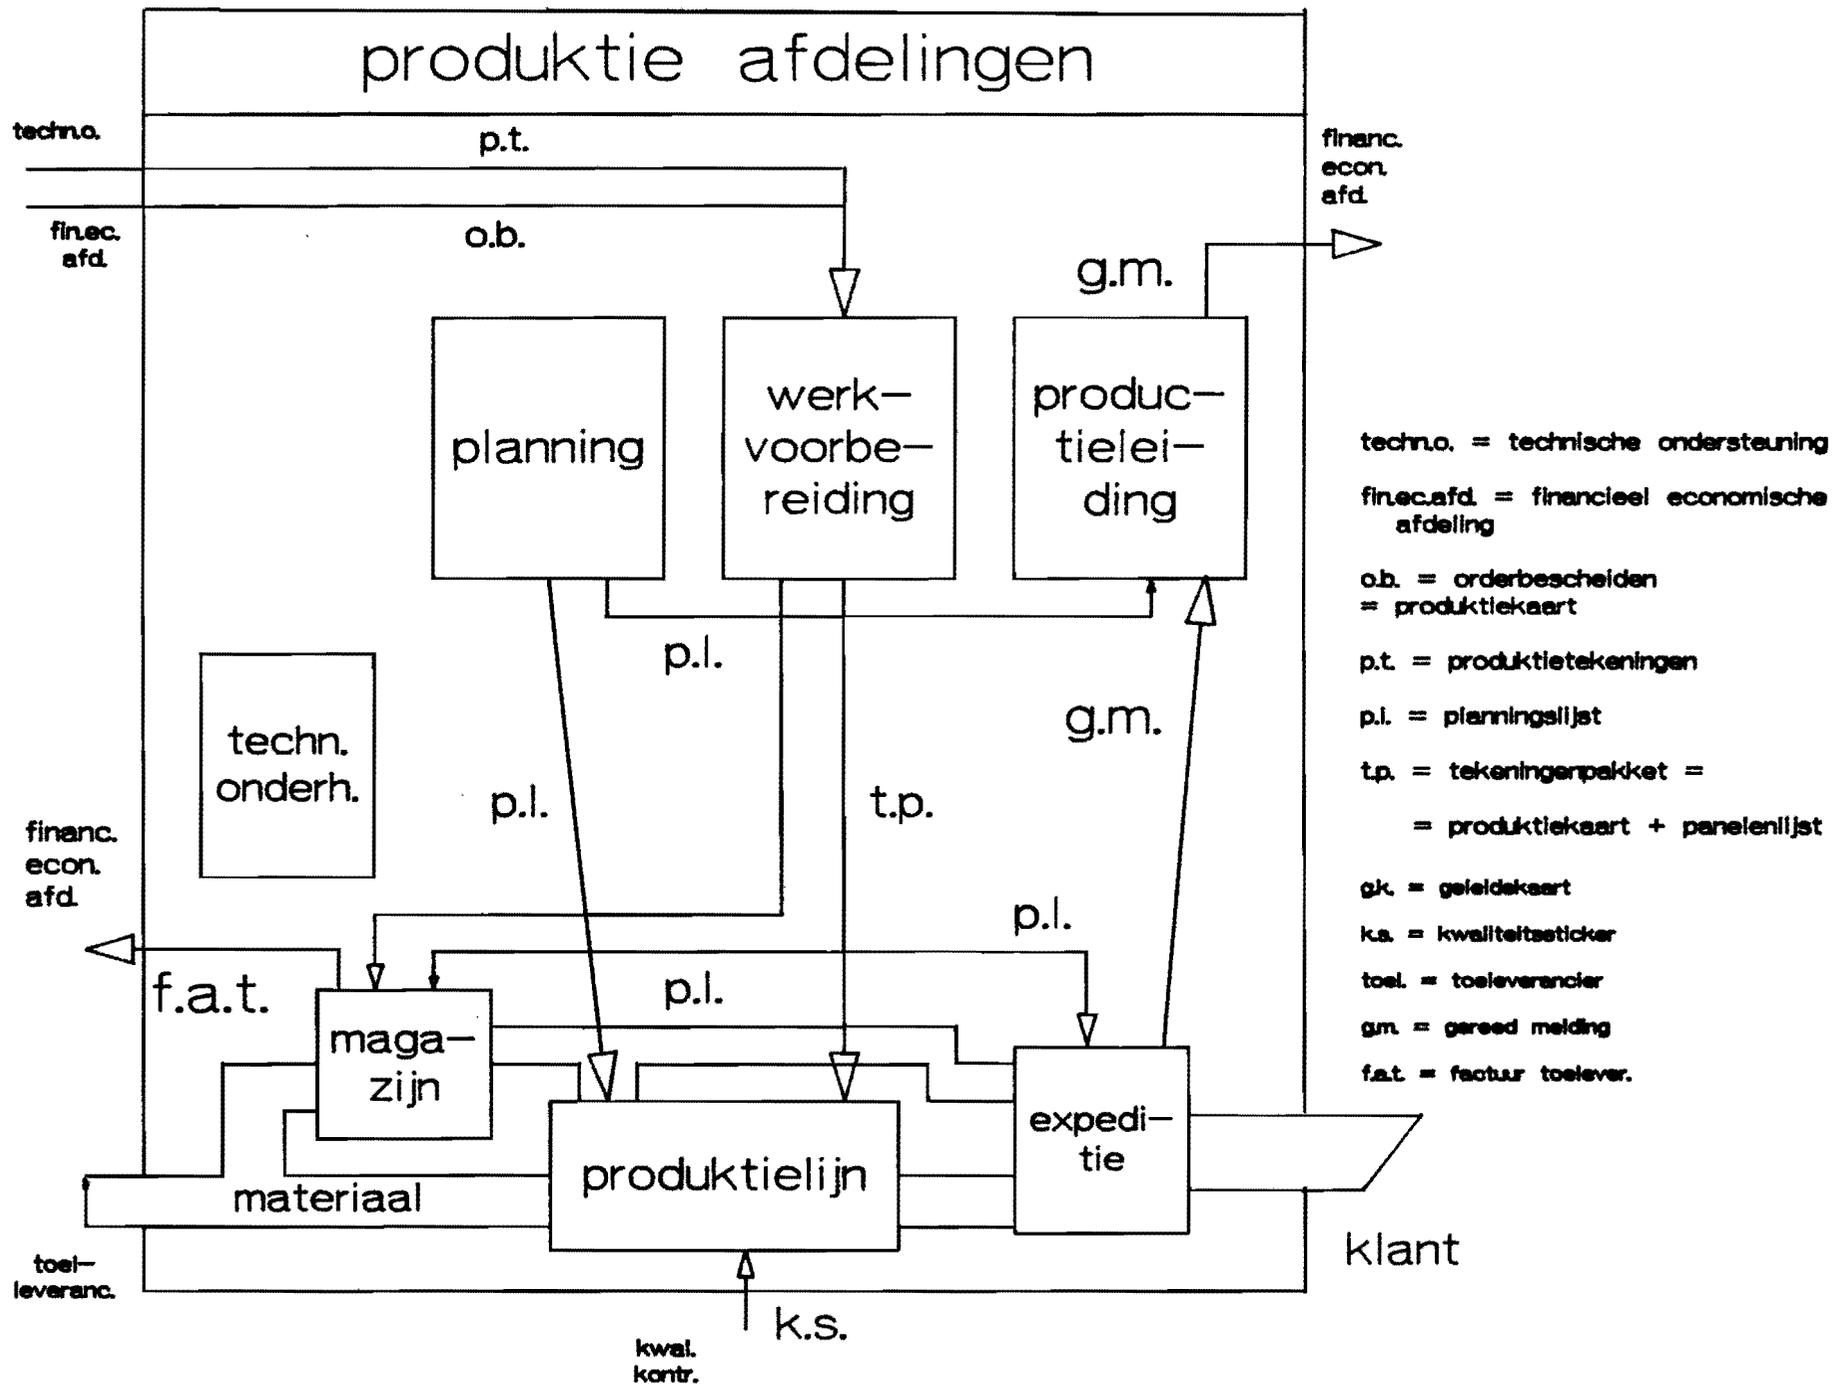 produktie afdelingen
techn.o.
p.t.
financ.
econ.
afd.
fin.ec.
afd.
o.b.
g.m.
planning
werk-
voorbe-
reiding
produc-
tielei-
ding
p.l.
techn.
onderh.
p.l.
t.p.
g.m.
financ.
econ.
afd.
f.a.t.
p.l.
p.l.
maga-
zijn
produktielijn
expedi-
tie
materiaal
toel-
leveranc.
klant
k.s.
kwal.
kontr.
techn.o. = technische ondersteuning
fin.ec.afd. = financieel economische
afdeling
o.b. = orderbescheiden
= produktiekaart
p.t. = produktietekeningen
p.l. = planningslijst
t.p. = tekeningenpakket =
= produktiekaart + panelenlijst
g.k. = geleidekaart
k.s. = kwaliteitssticker
toel. = toeleverancier
g.m. = gereed melding
f.a.t. = factuur toelever.